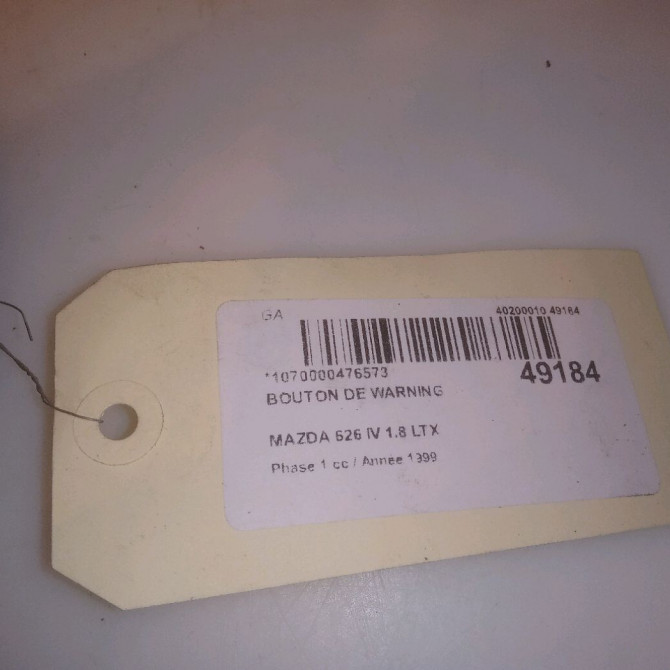 GA
40200010 49184
*1070000476573
49184
BOUTON DE WARNING
MAZDA 626 IV 1.8 LTX
Phase 1 cc / Annee 1999